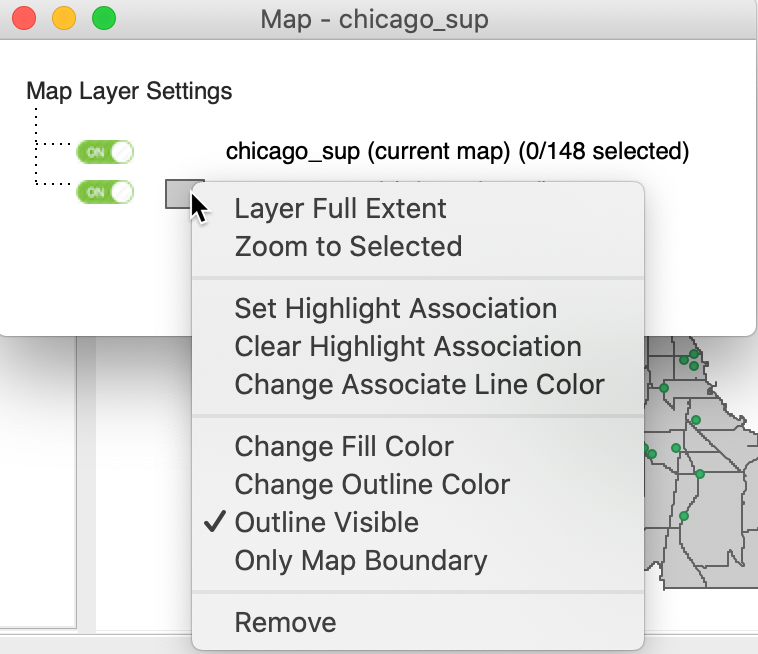 Map - chicago_sup
Map Layer Settings
ON chicago_sup (current map) (0/148 selected)
ON
Layer Full Extent
Zoom to Selected
Set Highlight Association
Clear Highlight Association
Change Associate Line Color
Change Fill Color
Change Outline Color
Outline Visible
Only Map Boundary
Remove